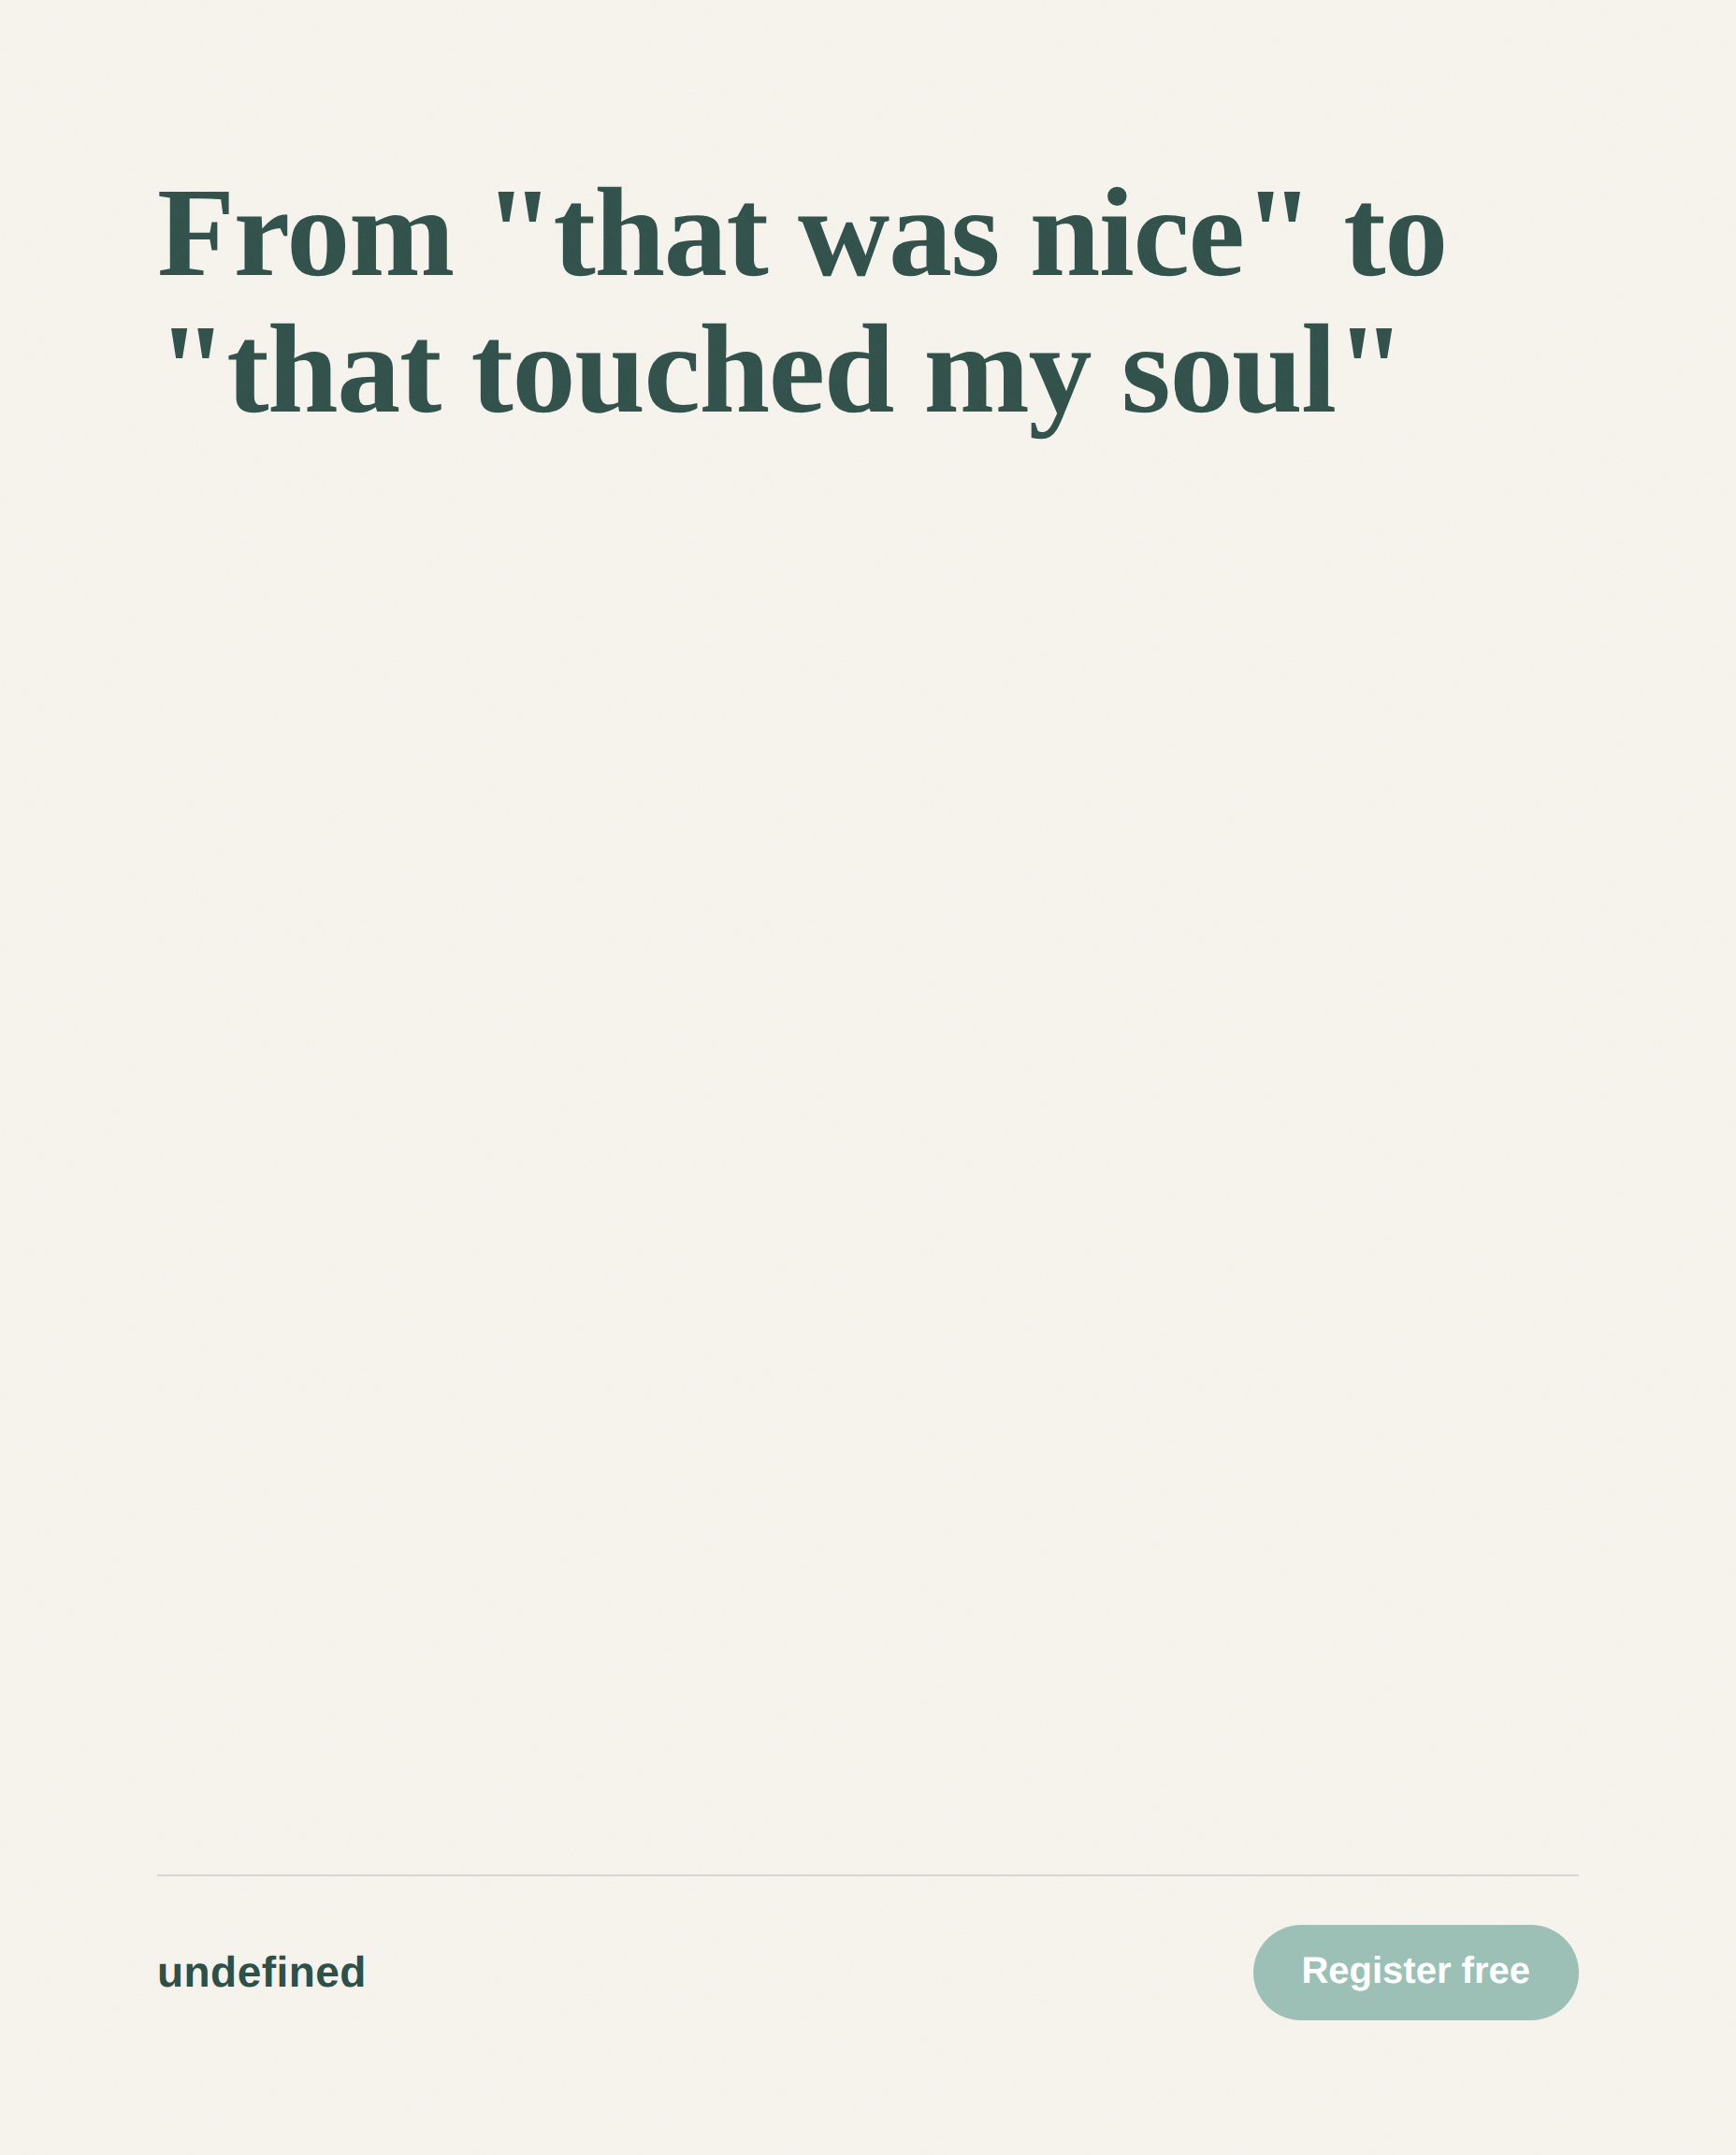 From "that was nice" to
"that touched my soul"
undefined
Register free